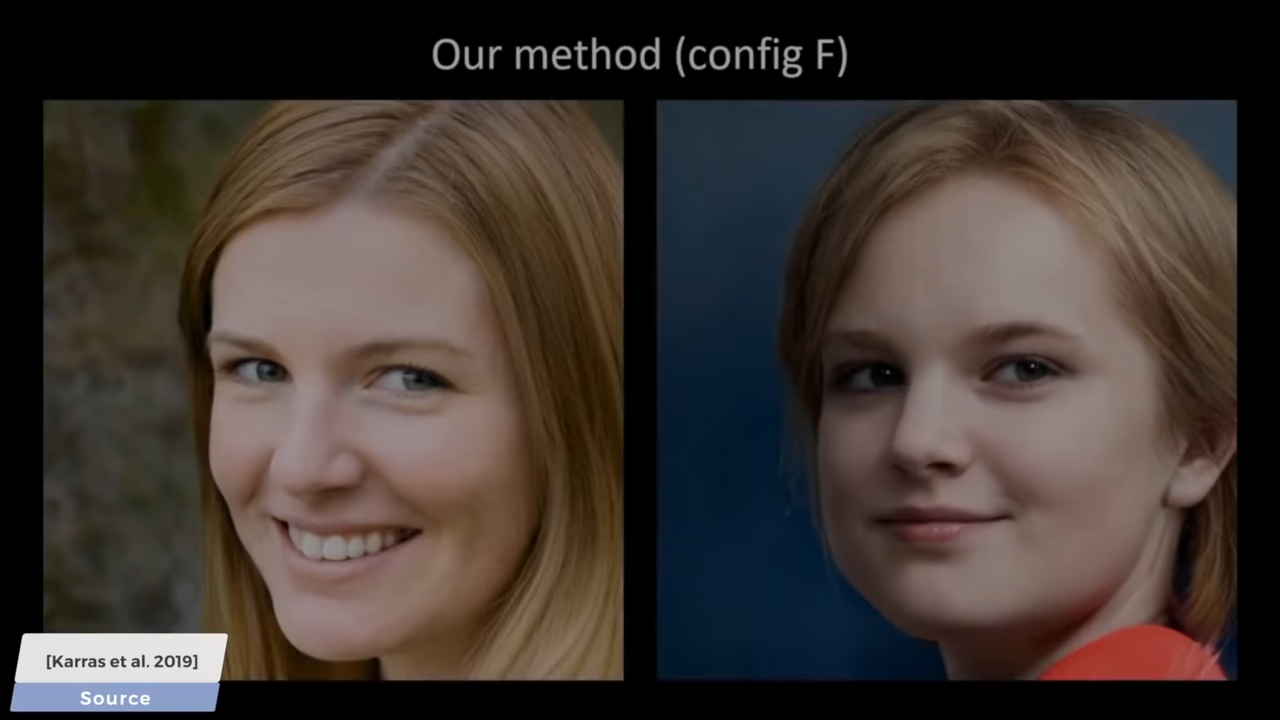 Our method (config F)
[Karras et al. 2019]
Source